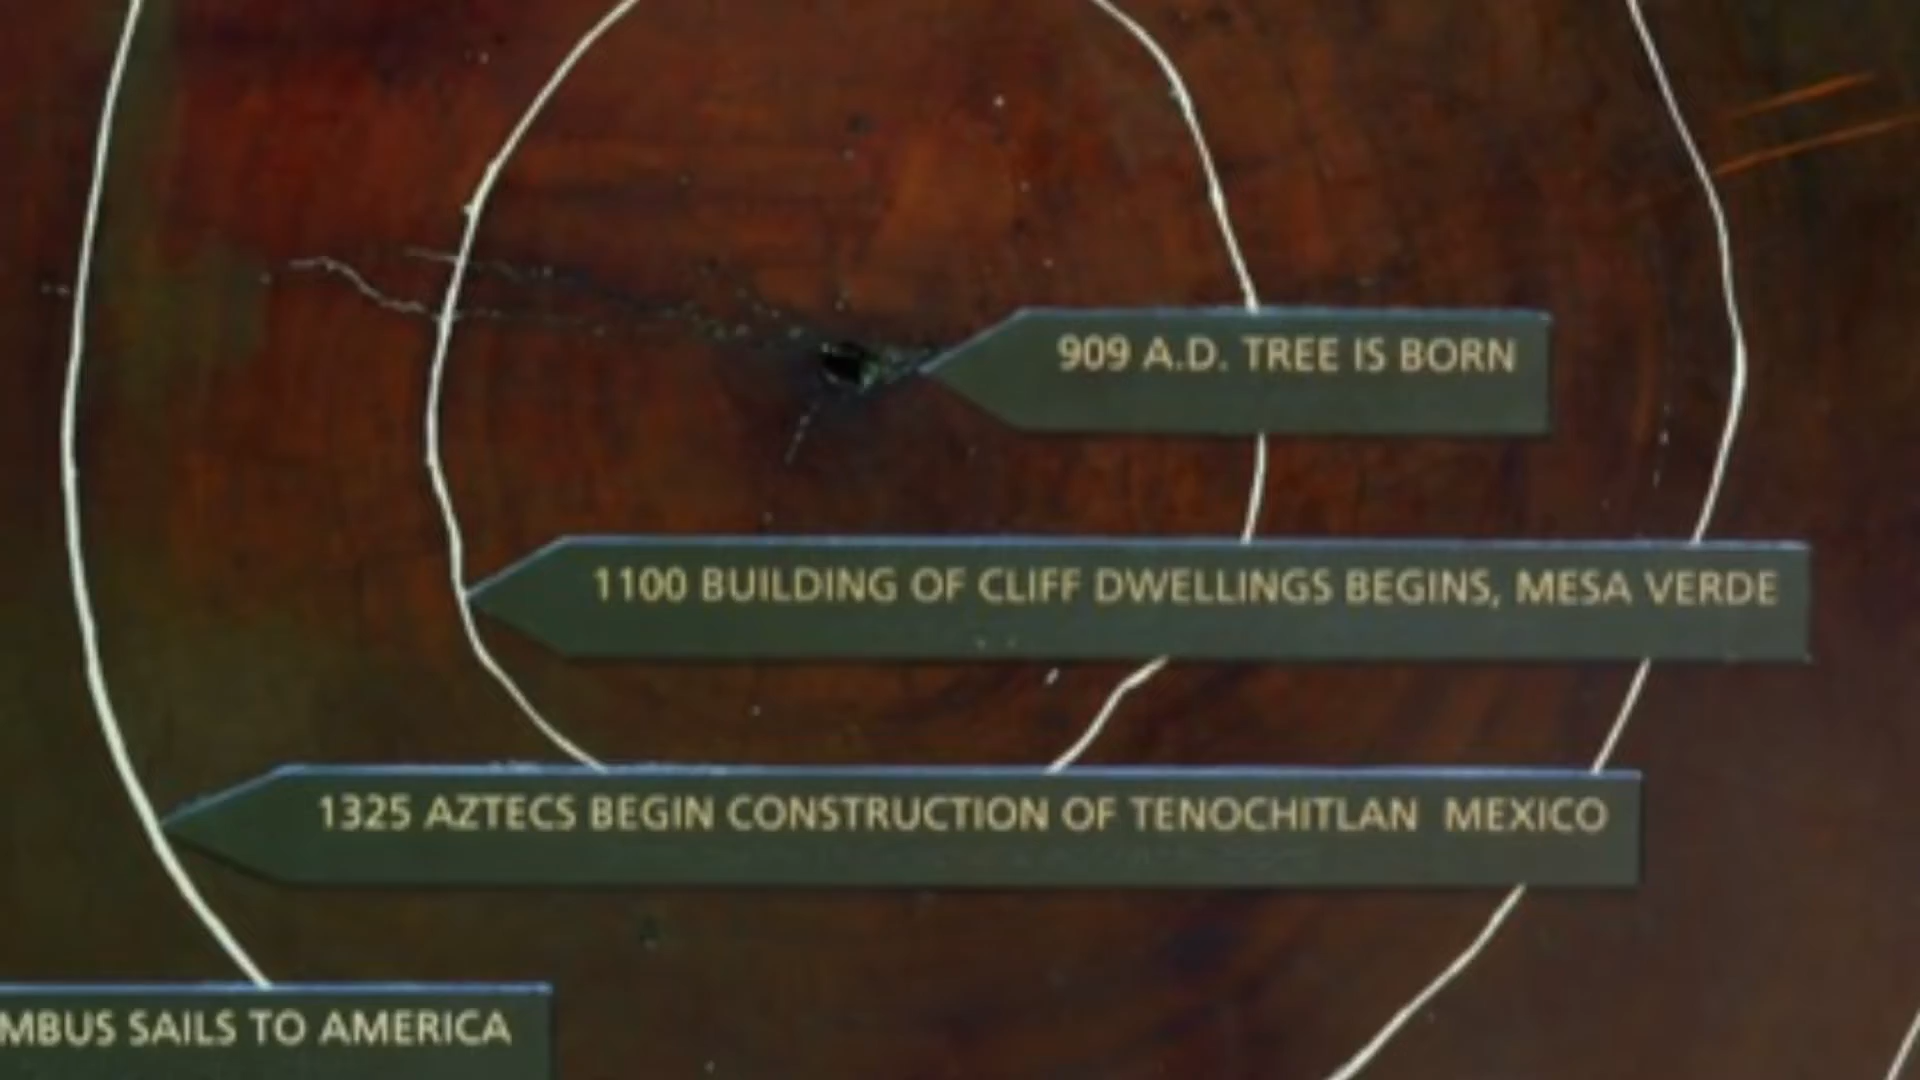 909 A.D. TREE IS BORN
1100 BUILDING OF CLIFF DWELLINGS BEGINS, MESA VERDE
1325 AZTECS BEGIN CONSTRUCTION OF TENOCHITLAN MEXICO
MBUS SAILS TO AMERICA